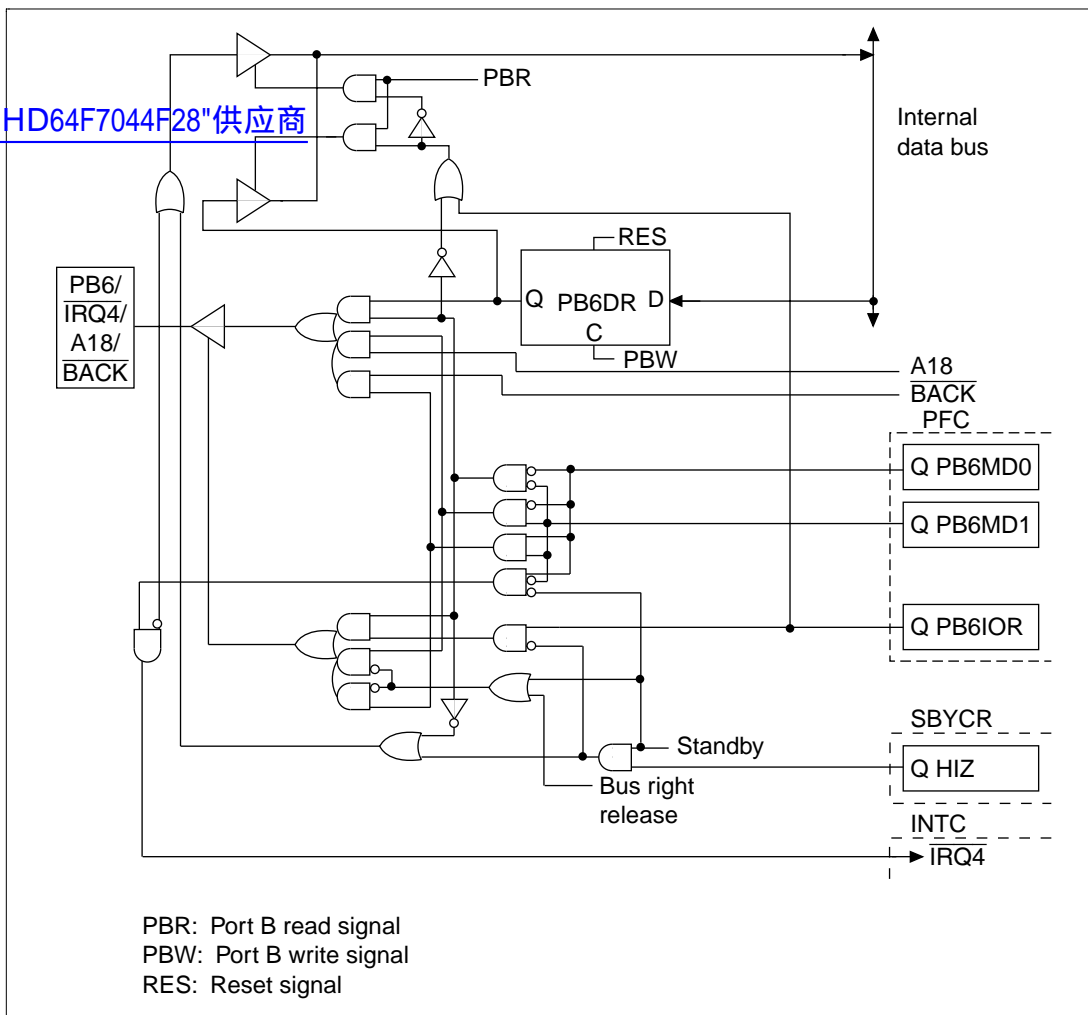 PBR
HD64F7044F28"供应商
Internal
data bus
RES
PB6/
IRQ4/
A18/
BACK
Q PB6DR D
C
PBW
A18
BACK
PFC
Q PB6MD0
Q PB6MD1
Q PB6IOR
SBYCR
Standby
Q HIZ
Bus right
release
INTC
IRQ4
PBR: Port B read signal
PBW: Port B write signal
RES: Reset signal